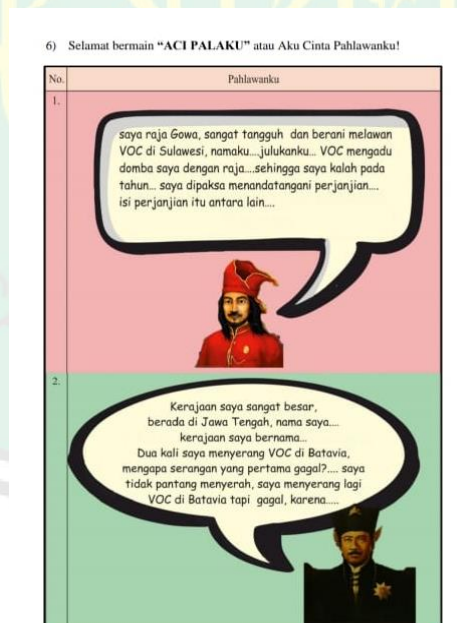 6) Selamat bermain “ACI PALAKU” atau Aku Cinta Pahlawanku!
No.
Pahlawanku
1.
saya raja Gowa, sangat tangguh dan berani melawan
VOC di Sulawesi, namaku....julukanku... VOC mengadu
domba saya dengan raja....sehingga saya kalah pada
tahun... saya dipaksa menandatangani perjanjian....
isi perjanjian itu antara lain....
2.
Kerajaan saya sangat besar,
berada di Jawa Tengah, nama saya....
kerajaan saya bernama...
Dua kali saya menyerang VOC di Batavia,
mengapa serangan yang pertama gagal?.... saya
tidak pantang menyerah, saya menyerang lagi
VOC di Batavia tapi gagal, karena.....